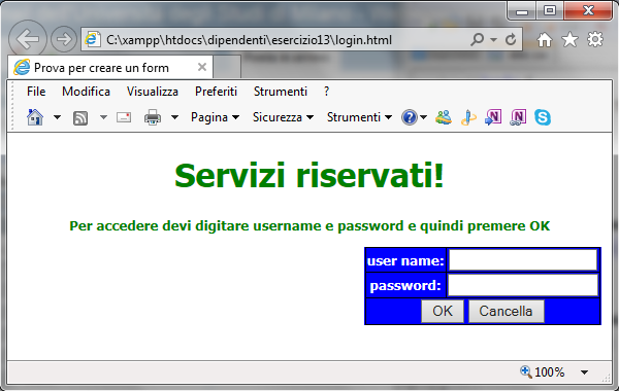 C:\xampp\htdocs\dipendenti\esercizio13\login.html
Prova per creare un form
File Modifica Visualizza Preferiti Strumenti ?
Pagina Sicurezza Strumenti
Servizi riservati!
Per accedere devi digitare username e password e quindi premere OK
user name:
password:
OK Cancella
100%